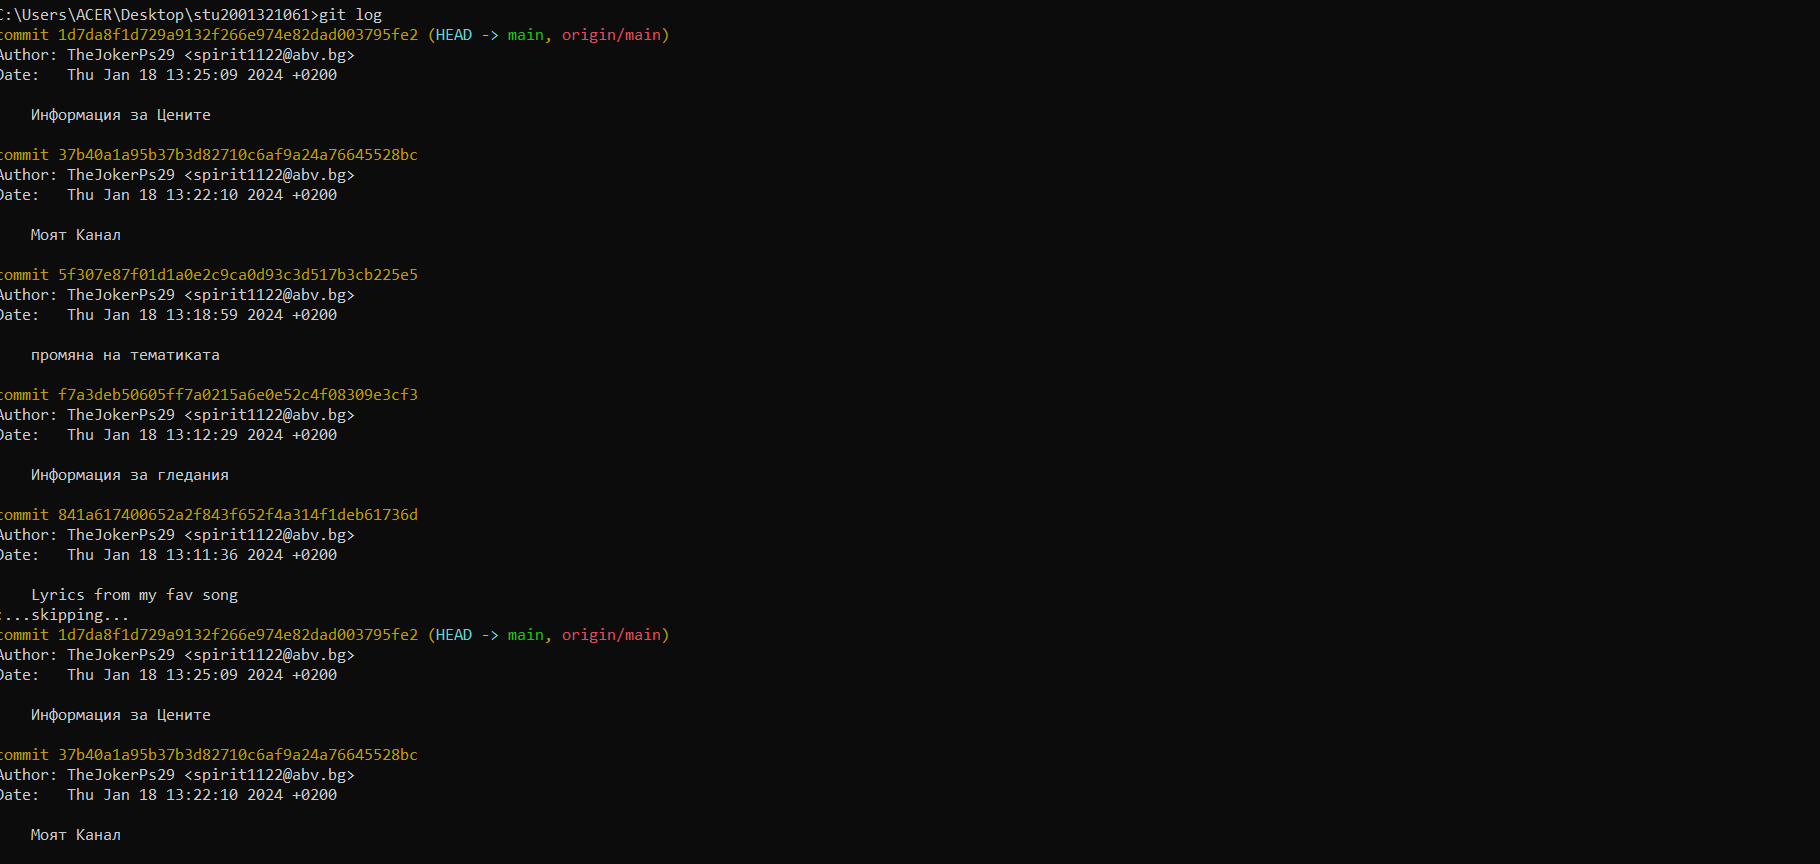 C:\Users\ACER\Desktop\stu2001321061>git log
commit 1d7da8f1d729a9132f266e974e82dad003795fe2 (HEAD -> main, origin/main)
Author: TheJokerPs29 <spirit1122@abv.bg>
Date:   Thu Jan 18 13:25:09 2024 +0200
Информация за Цените
commit 37b40a1a95b37b3d82710c6af9a24a76645528bc
Author: TheJokerPs29 <spirit1122@abv.bg>
Date:   Thu Jan 18 13:22:10 2024 +0200
Моят Канал
commit 5f307e87f01d1a0e2c9ca0d93c3d517b3cb225e5
Author: TheJokerPs29 <spirit1122@abv.bg>
Date:   Thu Jan 18 13:18:59 2024 +0200
промяна на тематиката
commit f7a3deb50605ff7a0215a6e0e52c4f08309e3cf3
Author: TheJokerPs29 <spirit1122@abv.bg>
Date:   Thu Jan 18 13:12:29 2024 +0200
Информация за гледания
commit 841a617400652a2f843f652f4a314f1deb61736d
Author: TheJokerPs29 <spirit1122@abv.bg>
Date:   Thu Jan 18 13:11:36 2024 +0200
Lyrics from my fav song
:...skipping...
commit 1d7da8f1d729a9132f266e974e82dad003795fe2 (HEAD -> main, origin/main)
Author: TheJokerPs29 <spirit1122@abv.bg>
Date:   Thu Jan 18 13:25:09 2024 +0200
Информация за Цените
commit 37b40a1a95b37b3d82710c6af9a24a76645528bc
Author: TheJokerPs29 <spirit1122@abv.bg>
Date:   Thu Jan 18 13:22:10 2024 +0200
Моят Канал